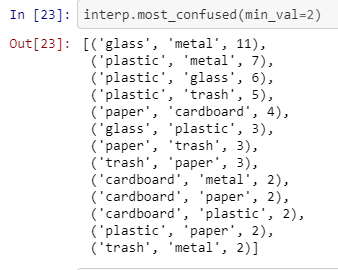 In [23]: interp.most_confused(min_val=2)
Out[23]: [('glass', 'metal', 11),
('plastic', 'metal', 7),
('plastic', 'glass', 6),
('plastic', 'trash', 5),
('paper', 'cardboard', 4),
('glass', 'plastic', 3),
('paper', 'trash', 3),
('trash', 'paper', 3),
('cardboard', 'metal', 2),
('cardboard', 'paper', 2),
('cardboard', 'plastic', 2),
('plastic', 'paper', 2),
('trash', 'metal', 2)]